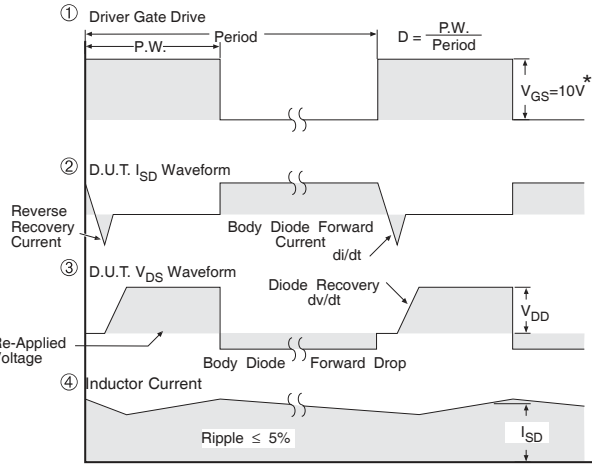 ① Driver Gate Drive
Period
P.W.
D = P.W. / Period
V_GS=10V *
② D.U.T. I_SD Waveform
Reverse
Recovery
Current
Body Diode Forward
Current
di/dt
③ D.U.T. V_DS Waveform
Diode Recovery
dv/dt
V_DD
Re-Applied
Voltage
Body Diode Forward Drop
④ Inductor Current
Ripple ≤ 5%
I_SD